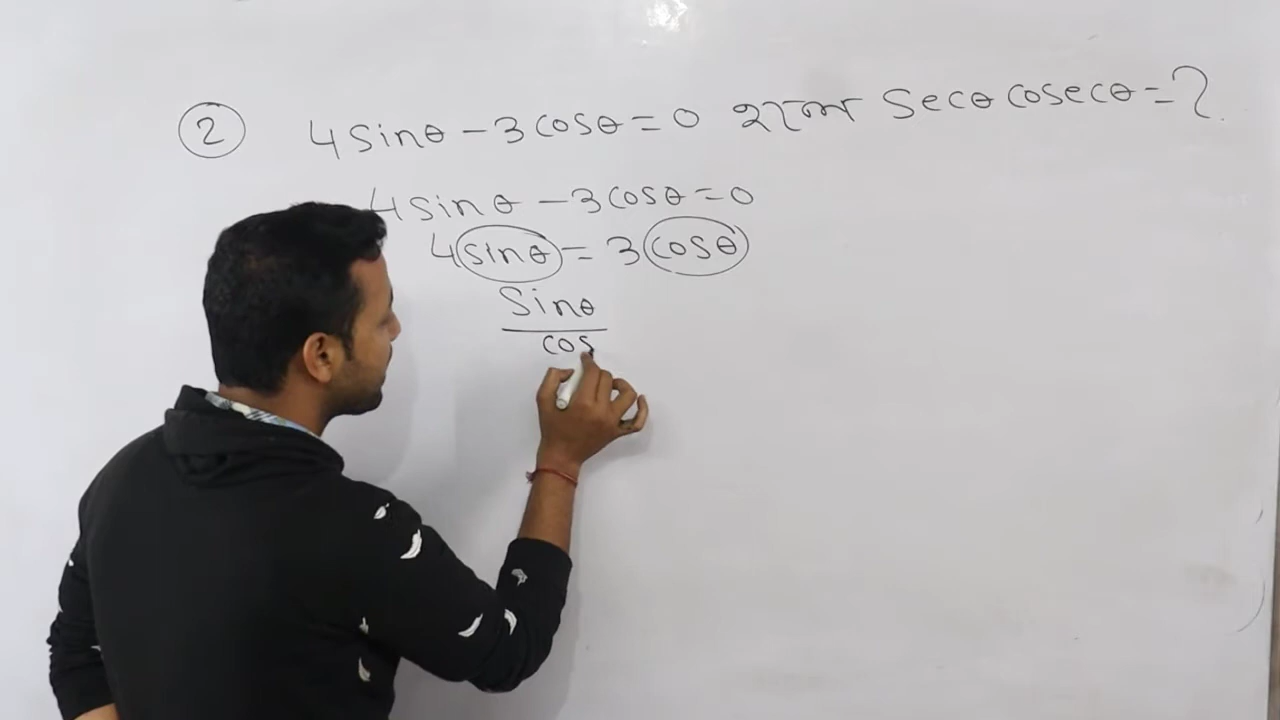 ② 4 sinθ – 3 cosθ = 0 হলে secθ cosecθ = ?
4 sinθ – 3 cosθ = 0
4 sinθ = 3 cosθ
sinθ
cos